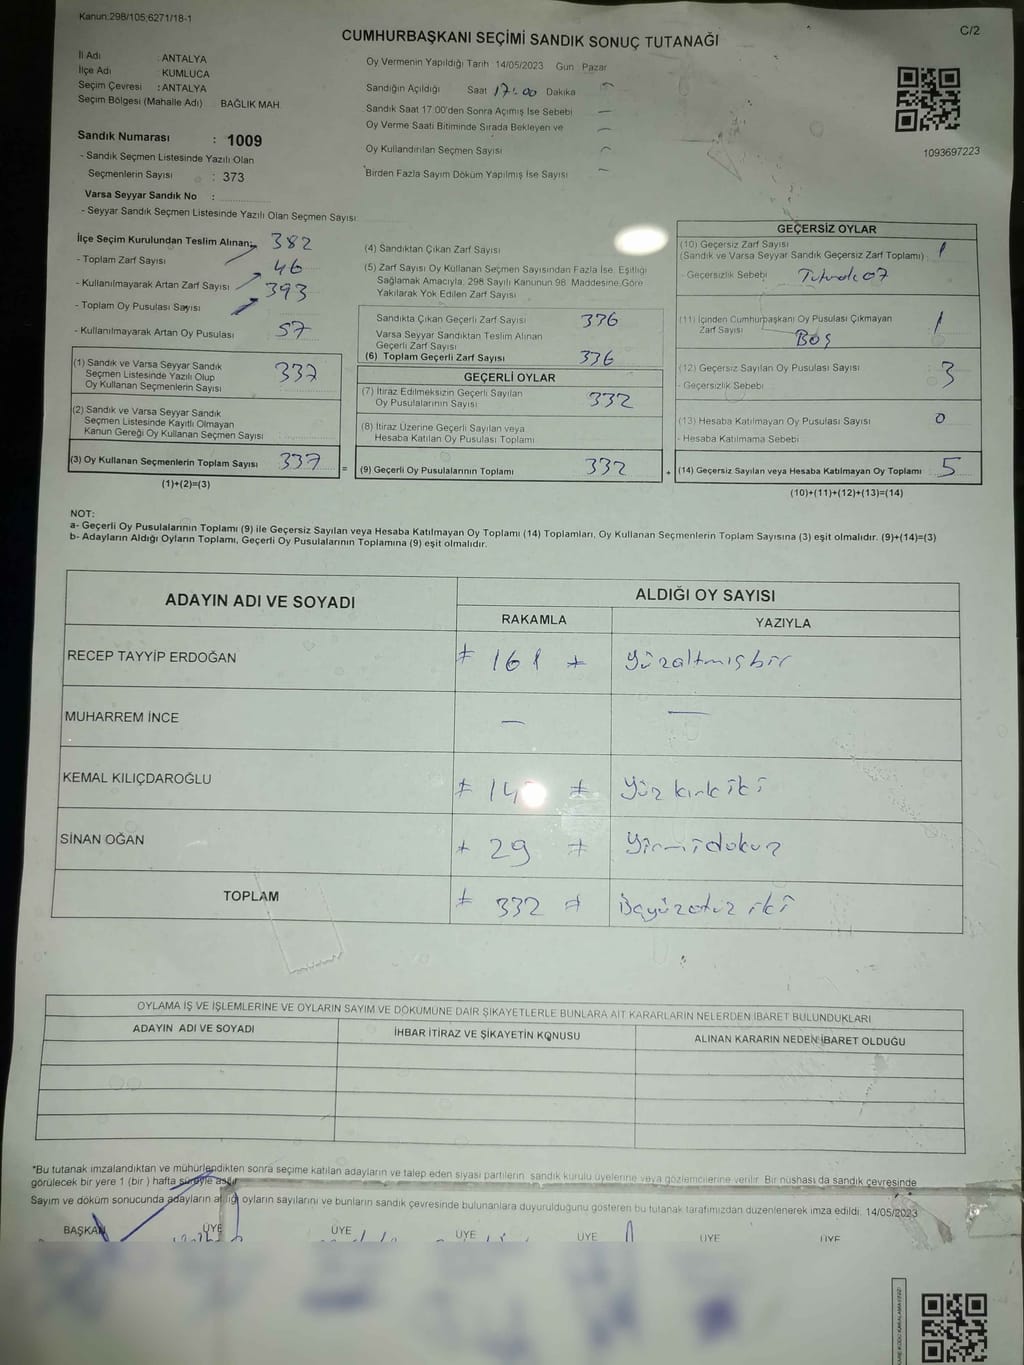 Kanun:298/105;6271/18-1
C/2
CUMHURBAŞKANI SEÇİMİ SANDIK SONUÇ TUTANAĞI
İl Adı : ANTALYA
İlçe Adı : KUMLUCA
Seçim Çevresi : ANTALYA
Seçim Bölgesi (Mahalle Adı) : BAĞLIK MAH.
Oy Vermenin Yapıldığı Tarih 14/05/2023 Gün Pazar
Sandığın Açıldığı Saat 17:00 Dakika —
Sandık Saat 17:00'den Sonra Açımış İse Sebebi —
Oy Verme Saati Bitiminde Sırada Bekleyen ve —
Oy Kullandırılan Seçmen Sayısı —
Birden Fazla Sayım Döküm Yapılmış İse Sayısı —
1093697223
Sandık Numarası : 1009
- Sandık Seçmen Listesinde Yazılı Olan
Seçmenlerin Sayısı : 373
Varsa Seyyar Sandık No :
- Seyyar Sandık Seçmen Listesinde Yazılı Olan Seçmen Sayısı
İlçe Seçim Kurulundan Teslim Alınan; 382
- Toplam Zarf Sayısı 46
- Kullanılmayarak Artan Zarf Sayısı 393
- Toplam Oy Pusulası Sayısı
- Kullanılmayarak Artan Oy Pusulası 57
(1) Sandık ve Varsa Seyyar Sandık
Seçmen Listesinde Yazılı Olup
Oy Kullanan Seçmenlerin Sayısı 337
(2) Sandık ve Varsa Seyyar Sandık
Seçmen Listesinde Kayıtlı Olmayan
Kanun Gereği Oy Kullanan Seçmen Sayısı
(3) Oy Kullanan Seçmenlerin Toplam Sayısı 337
=
(1)+(2)=(3)
(4) Sandıktan Çıkan Zarf Sayısı
(5) Zarf Sayısı Oy Kullanan Seçmen Sayısından Fazla İse, Eşitliği
Sağlamak Amacıyla, 298 Sayılı Kanunun 98. Maddesine Göre
Yakılarak Yok Edilen Zarf Sayısı
Sandıkta Çıkan Geçerli Zarf Sayısı 336
Varsa Seyyar Sandıktan Teslim Alınan
Geçerli Zarf Sayısı
(6) Toplam Geçerli Zarf Sayısı 336
GEÇERLİ OYLAR
(7) İtiraz Edilmeksizin Geçerli Sayılan
Oy Pusulalarının Sayısı 332
(8) İtiraz Üzerine Geçerli Sayılan veya
Hesaba Katılan Oy Pusulası Toplamı
(9) Geçerli Oy Pusulalarının Toplamı 332
+
GEÇERSİZ OYLAR
(10) Geçersiz Zarf Sayısı
(Sandık ve Varsa Seyyar Sandık Geçersiz Zarf Toplamı) 1
- Geçersizlik Sebebi
(11) İçinden Cumhurbaşkanı Oy Pusulası Çıkmayan
Zarf Sayısı 1
Boş
(12) Geçersiz Sayılan Oy Pusulası Sayısı 3
- Geçersizlik Sebebi
(13) Hesaba Katılmayan Oy Pusulası Sayısı 0
- Hesaba Katılmama Sebebi
(14) Geçersiz Sayılan veya Hesaba Katılmayan Oy Toplamı 5
(10)+(11)+(12)+(13)=(14)
NOT:
a- Geçerli Oy Pusulalarının Toplamı (9) ile Geçersiz Sayılan veya Hesaba Katılmayan Oy Toplamı (14) Toplamları, Oy Kullanan Seçmenlerin Toplam Sayısına (3) eşit olmalıdır. (9)+(14)=(3)
b- Adayların Aldığı Oyların Toplamı, Geçerli Oy Pusulalarının Toplamına (9) eşit olmalıdır.
ADAYIN ADI VE SOYADI
ALDIĞI OY SAYISI
RAKAMLA
YAZIYLA
RECEP TAYYİP ERDOĞAN ≠ 161 ≠ Yüzaltmışbir
MUHARREM İNCE — —
KEMAL KILIÇDAROĞLU ≠ 14 ≠ Yüz kırk iki
SİNAN OĞAN ≠ 29 ≠ Yirmidokuz
TOPLAM ≠ 332 ≠
OYLAMA İŞ VE İŞLEMLERİNE VE OYLARIN SAYIM VE DÖKÜMÜNE DAİR ŞİKAYETLERLE BUNLARA AİT KARARLARIN NELERDEN İBARET BULUNDUKLARI
ADAYIN ADI VE SOYADI
İHBAR İTİRAZ VE ŞİKAYETİN KONUSU
ALINAN KARARIN NEDEN İBARET OLDUĞU
*Bu tutanak imzalandıktan ve mühürlendikten sonra seçime katılan adayların ve talep eden siyasi partilerin, sandık kurulu üyelerine veya gözlemcilerine verilir. Bir nüshası da sandık çevresinde
görülecek bir yere 1 (bir ) hafta süreyle asılır
Sayım ve döküm sonucunda adayların aldığı oyların sayılarını ve bunların sandık çevresinde bulunanlara duyurulduğunu gösteren bu tutanak tarafımızdan düzenlenerek imza edildi. 14/05/2023
BAŞKAN ÜYE ÜYE ÜYE ÜYE ÜYE ÜYE